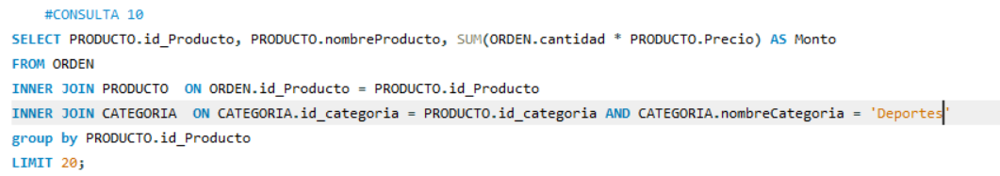 #CONSULTA 10
SELECT PRODUCTO.id_Producto, PRODUCTO.nombreProducto, SUM(ORDEN.cantidad * PRODUCTO.Precio) AS Monto
FROM ORDEN
INNER JOIN PRODUCTO  ON ORDEN.id_Producto = PRODUCTO.id_Producto
INNER JOIN CATEGORIA  ON CATEGORIA.id_categoria = PRODUCTO.id_categoria AND CATEGORIA.nombreCategoria = 'Deportes'
group by PRODUCTO.id_Producto
LIMIT 20;